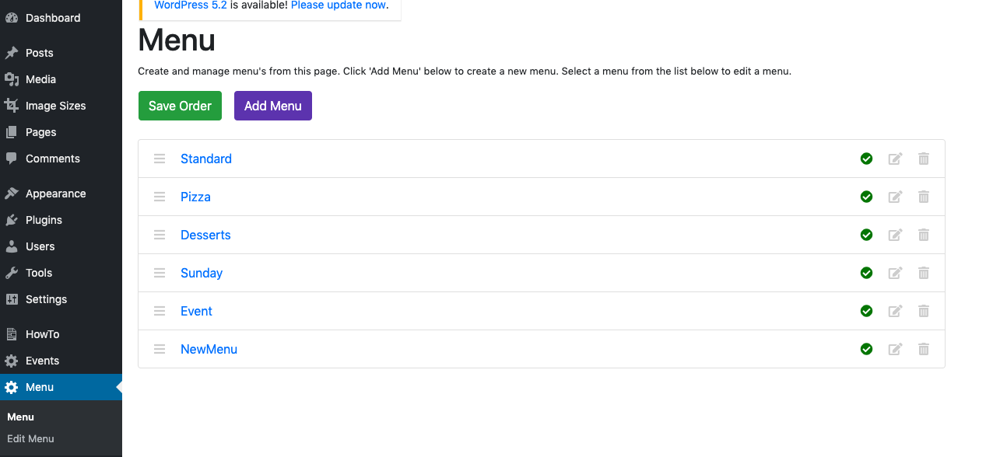 Dashboard
Posts
Media
Image Sizes
Pages
Comments
Appearance
Plugins
Users
Tools
Settings
HowTo
Events
Menu
Menu
Edit Menu
WordPress 5.2 is available! Please update now.
Menu
Create and manage menu's from this page. Click 'Add Menu' below to create a new menu. Select a menu from the list below to edit a menu.
Save Order Add Menu
Standard
Pizza
Desserts
Sunday
Event
NewMenu